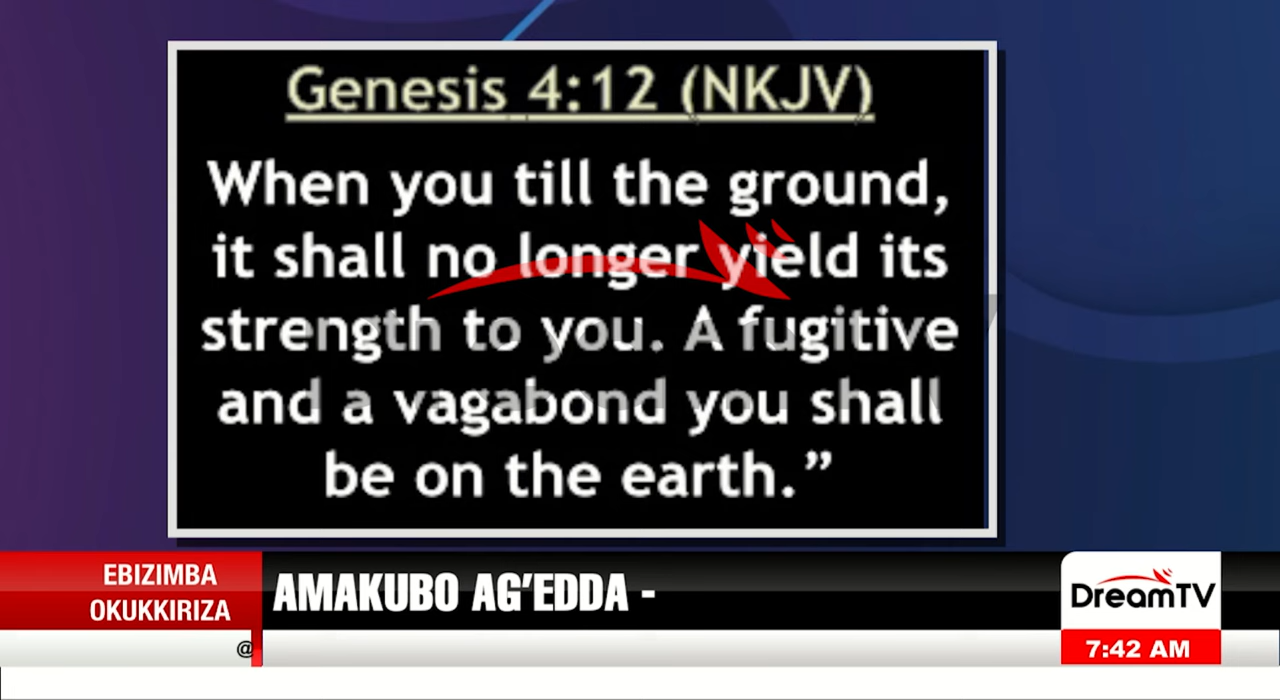 Genesis 4:12 (NKJV)
When you till the ground,
it shall no longer yield its
strength to you. A fugitive
and a vagabond you shall
be on the earth.”
EBIZIMBA
OKUKKIRIZA
AMAKUBO AG'EDDA -
@
DreamTV
7:42 AM